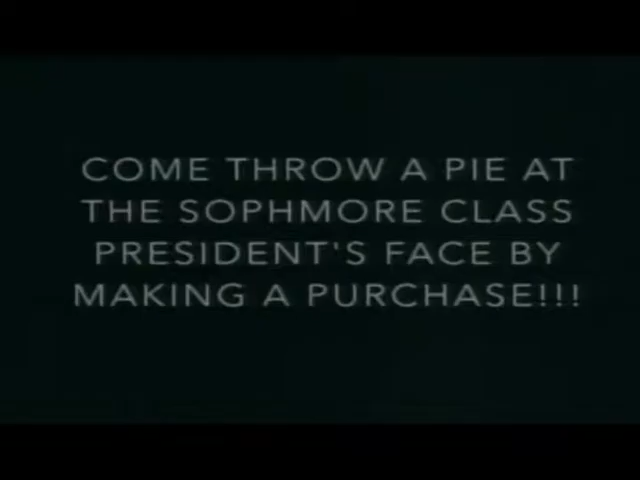 COME THROW A PIE AT
THE SOPHMORE CLASS
PRESIDENT'S FACE BY
MAKING A PURCHASE!!!